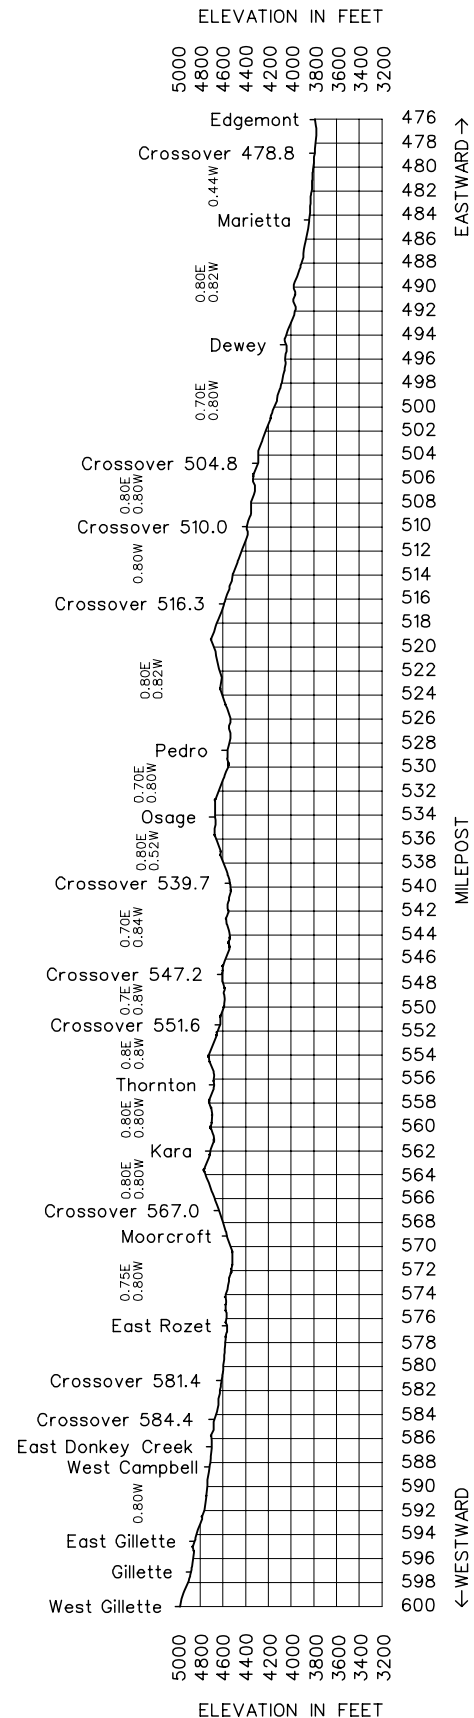 ELEVATION IN FEET
5000 4800 4600 4400 4200 4000 3800 3600 3400 3200
Edgemont 476
EASTWARD →
478
Crossover 478.8
480
0.44W
482
Marietta 484
486
488
0.80E
0.82W
490
492
494
Dewey
496
498
0.70E
0.80W
500
502
504
Crossover 504.8
506
0.80E
0.80W
508
Crossover 510.0 510
512
0.80W
514
516
Crossover 516.3
518
520
522
0.80E
0.82W
524
526
528
Pedro
530
0.70E
0.80W
532
534
Osage
536
0.80E
0.52W
538
MILEPOST
Crossover 539.7 540
542
0.70E
0.84W
544
546
Crossover 547.2
548
0.7E
0.8W
550
Crossover 551.6 552
0.8E
0.8W
554
556
Thornton
558
0.80E
0.80W
560
Kara 562
564
0.80E
0.80W
566
Crossover 567.0
568
Moorcroft
570
572
0.75E
0.80W
574
576
East Rozet
578
580
Crossover 581.4
582
584
Crossover 584.4
586
East Donkey Creek
588
West Campbell
590
0.80W
592
594
East Gillette
596
Gillette
598
←WESTWARD
West Gillette 600
5000 4800 4600 4400 4200 4000 3800 3600 3400 3200
ELEVATION IN FEET